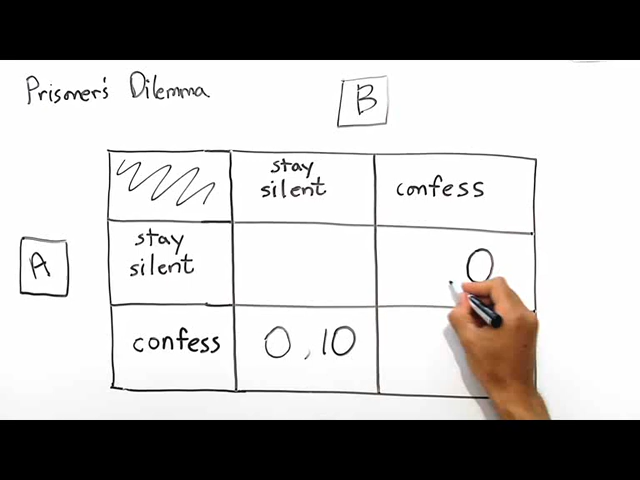 Prisoner's Dilemma
B
stay
silent
confess
A
stay
silent
0
confess
0, 10